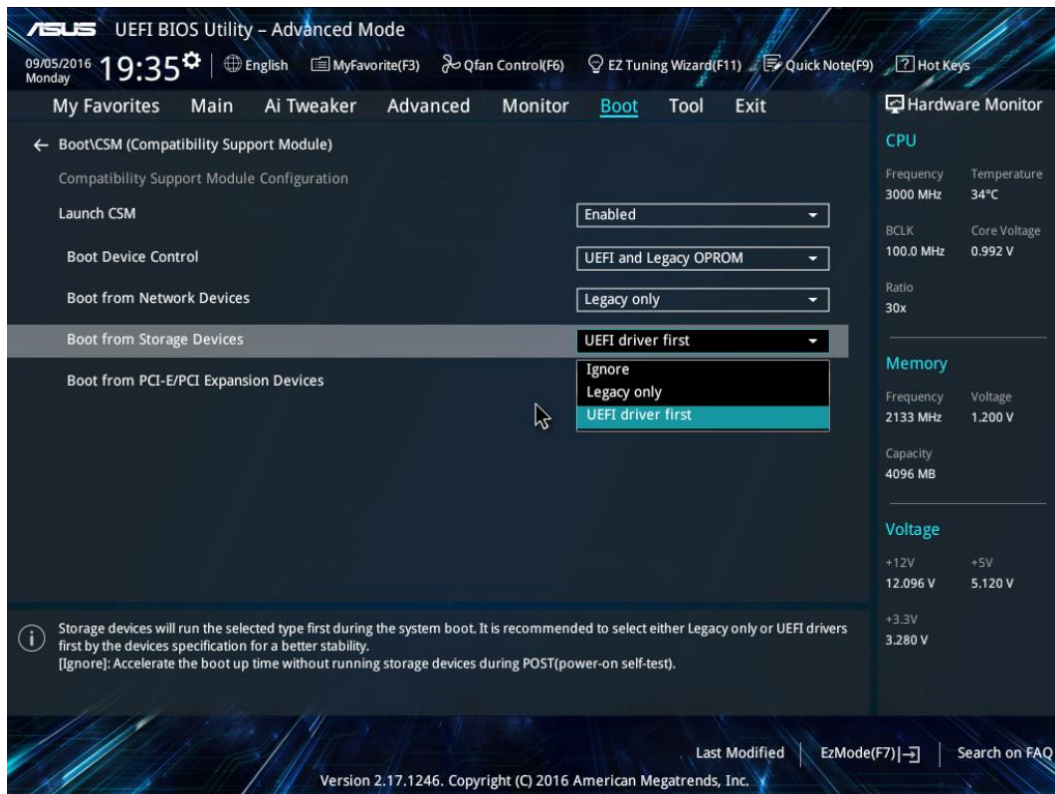 ASUS UEFI BIOS Utility – Advanced Mode
09/05/2016
Monday
19:35
English
MyFavorite(F3)
Qfan Control(F6)
EZ Tuning Wizard(F11)
Quick Note(F9)
? Hot Keys
My Favorites Main Ai Tweaker Advanced Monitor Boot Tool Exit
Hardware Monitor
← Boot\CSM (Compatibility Support Module)
Compatibility Support Module Configuration
Launch CSM Enabled
Boot Device Control UEFI and Legacy OPROM
Boot from Network Devices Legacy only
Boot from Storage Devices UEFI driver first
Ignore
Legacy only
UEFI driver first
Boot from PCI-E/PCI Expansion Devices
CPU
Frequency Temperature
3000 MHz 34°C
BCLK Core Voltage
100.0 MHz 0.992 V
Ratio
30x
Memory
Frequency Voltage
2133 MHz 1.200 V
Capacity
4096 MB
Voltage
+12V +5V
12.096 V 5.120 V
+3.3V
3.280 V
i
Storage devices will run the selected type first during the system boot. It is recommended to select either Legacy only or UEFI drivers
first by the devices specification for a better stability.
[Ignore]: Accelerate the boot up time without running storage devices during POST(power-on self-test).
Last Modified
EzMode(F7)
Search on FAQ
Version 2.17.1246. Copyright (C) 2016 American Megatrends, Inc.